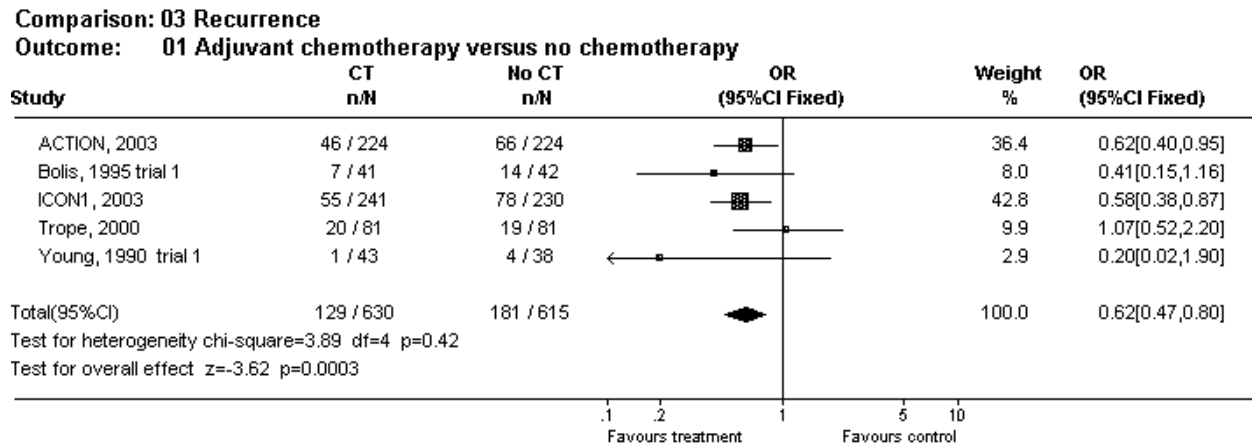 Comparison: 03 Recurrence
Outcome: 01 Adjuvant chemotherapy versus no chemotherapy
CT No CT OR Weight OR
Study n/N n/N (95%CI Fixed) % (95%CI Fixed)
ACTION, 2003 46 / 224 66 / 224 36.4 0.62[0.40,0.95]
Bolis, 1995 trial 1 7 / 41 14 / 42 8.0 0.41[0.15,1.16]
ICON1, 2003 55 / 241 78 / 230 42.8 0.58[0.38,0.87]
Trope, 2000 20 / 81 19 / 81 9.9 1.07[0.52,2.20]
Young, 1990 trial 1 1 / 43 4 / 38 2.9 0.20[0.02,1.90]
Total(95%CI) 129 / 630 181 / 615 100.0 0.62[0.47,0.80]
Test for heterogeneity chi-square=3.89 df=4 p=0.42
Test for overall effect z=-3.62 p=0.0003
.1 .2 1 5 10
Favours treatment Favours control